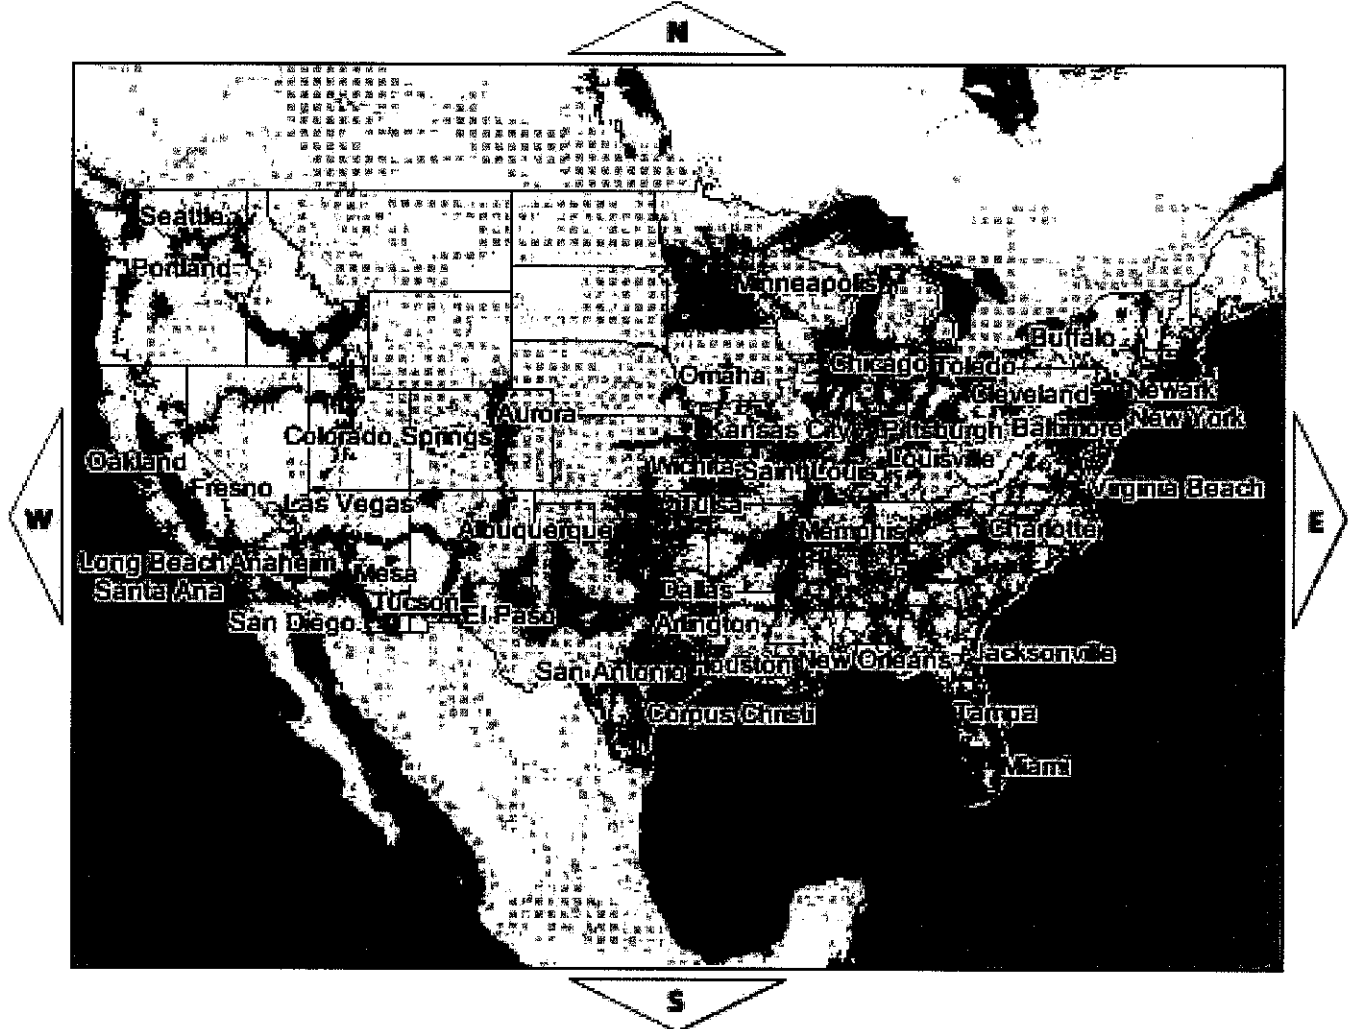 N
Seattle
Portland
Minneapolis
Buffalo
Chicago
Toledo
Omaha
Cleveland
Newark
Aurora
New York
Colorado Springs
Kansas City
Pittsburgh
Baltimore
Oakland
Wichita
Saint Louis
Louisville
Fresno
Virginia Beach
Las Vegas
Tulsa
W
E
Albuquerque
Memphis
Charlotte
Long Beach
Anaheim
Mesa
Santa Ana
Dallas
Tucson
El Paso
San Diego
Arlington
Jacksonville
San Antonio
Houston
New Orleans
Corpus Christi
Tampa
Miami
S